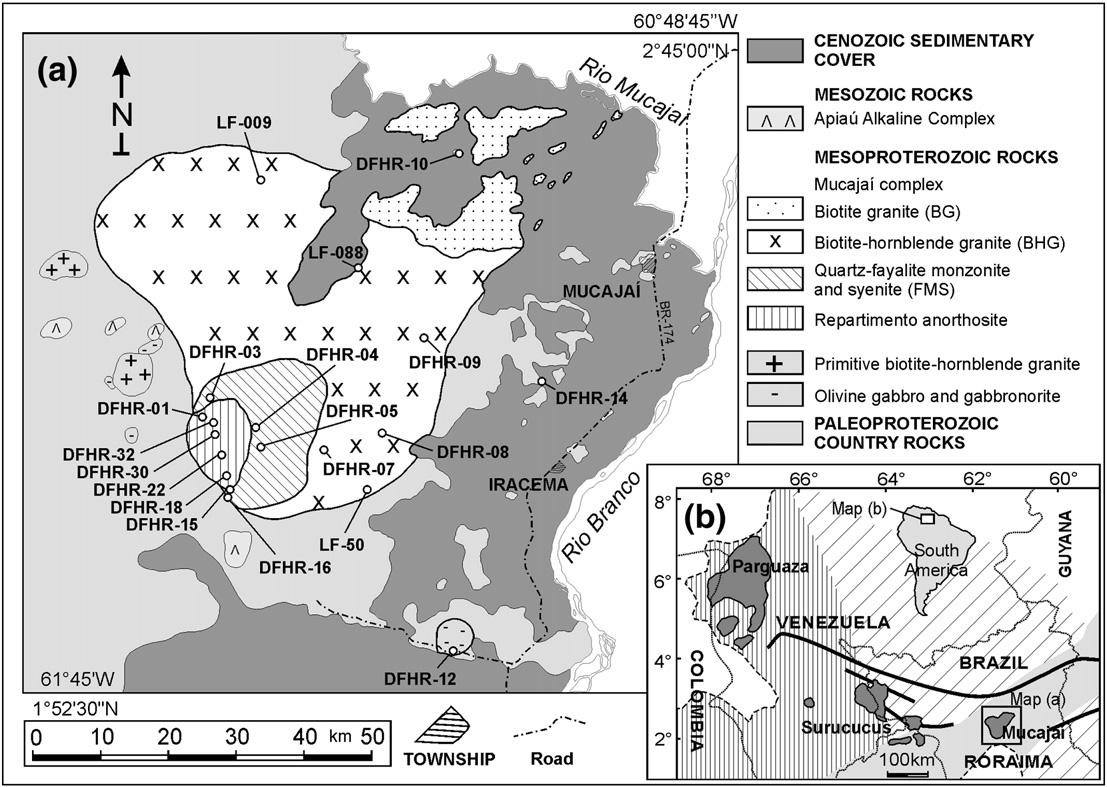 60°48'45''W
2°45'00''N
(a)
N
Rio Mucajaí
LF-009
DFHR-10
LF-088
MUCAJAÍ
BR-174
DFHR-03
DFHR-04
DFHR-09
DFHR-14
DFHR-01
DFHR-05
DFHR-32
DFHR-30
DFHR-22
DFHR-18
DFHR-15
DFHR-07
DFHR-08
IRACEMA
LF-50
DFHR-16
Rio Branco
DFHR-12
61°45'W
1°52'30''N
0 10 20 30 40 km 50
TOWNSHIP
Road
CENOZOIC SEDIMENTARY
COVER
MESOZOIC ROCKS
Apiaú Alkaline Complex
MESOPROTEROZOIC ROCKS
Mucajaí complex
Biotite granite (BG)
X Biotite-hornblende granite (BHG)
Quartz-fayalite monzonite
and syenite (FMS)
Repartimento anorthosite
+ Primitive biotite-hornblende granite
- Olivine gabbro and gabbronorite
PALEOPROTEROZOIC
COUNTRY ROCKS
68° 66° 64° 62° 60°
8°
(b)
Map (b)
GUYANA
South
America
Parguaza
6°
VENEZUELA
4°
BRAZIL
COLOMBIA
Map (a)
Surucucus
Mucajaí
2°
RORAIMA
100km